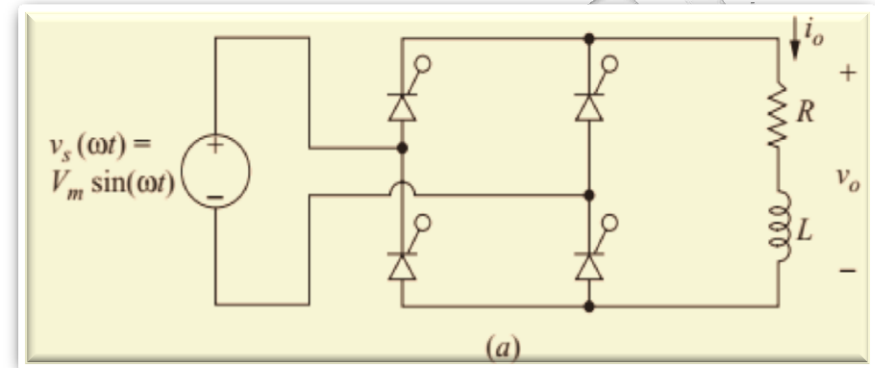 i_o
+
v_s (ωt) =
V_m sin(ωt)
+
−
R
v_o
L
−
(a)